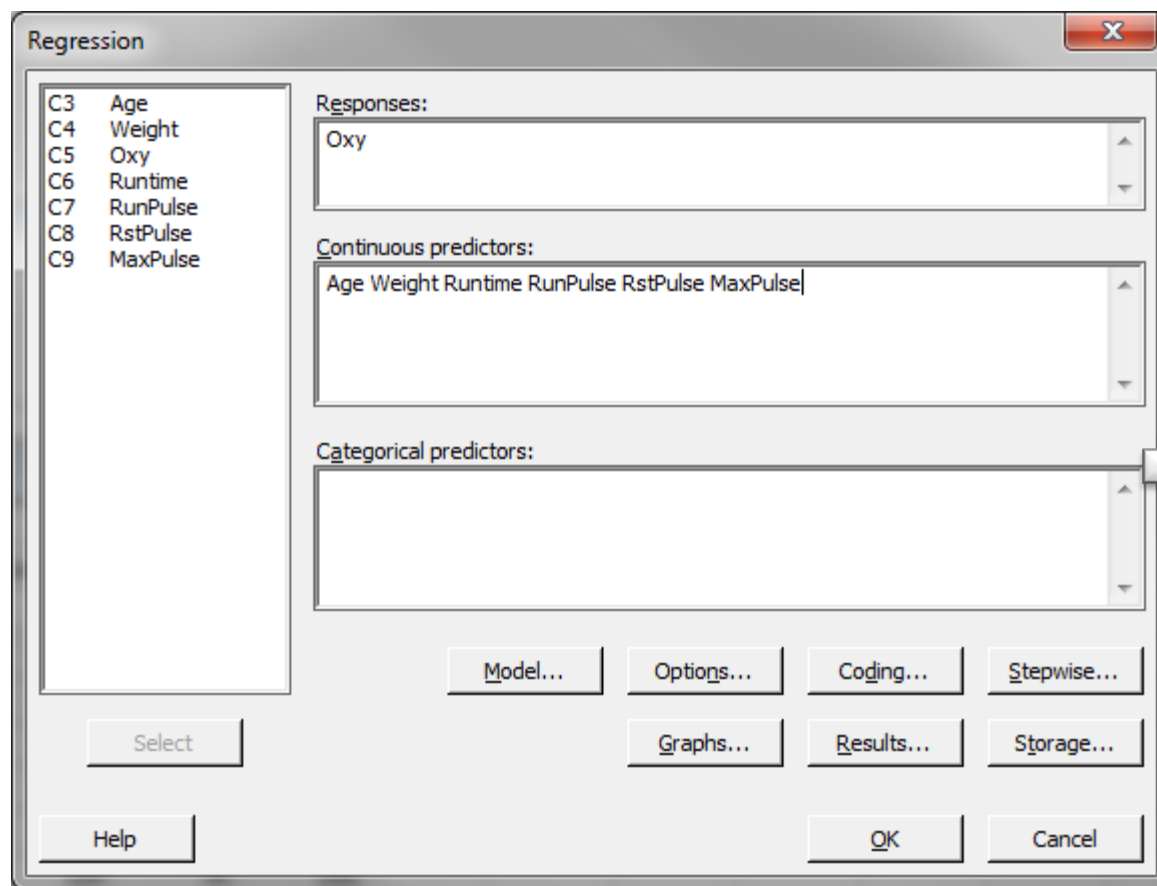 Regression
C3 Age
C4 Weight
C5 Oxy
C6 Runtime
C7 RunPulse
C8 RstPulse
C9 MaxPulse
Responses:
Oxy
Continuous predictors:
Age Weight Runtime RunPulse RstPulse MaxPulse
Categorical predictors:
Model... Options... Coding... Stepwise...
Select Graphs... Results... Storage...
Help OK Cancel